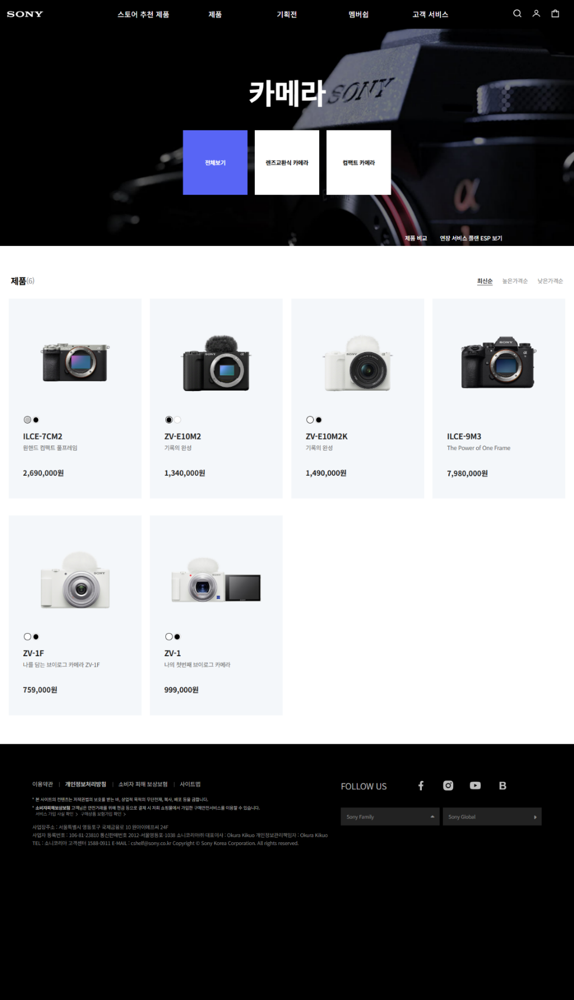 SONY
스토어 추천 제품
제품
기획전
멤버쉽
고객 서비스
카메라
SONY
전체보기
렌즈교환식 카메라
컴팩트 카메라
α
제품 비교
연장 서비스 플랜 ESP 보기
제품(6)
최신순
높은가격순
낮은가격순
ILCE-7CM2
원핸드 컴팩트 풀프레임
2,690,000원
SONY
α
ZV-E10M2
기록의 완성
1,340,000원
SONY
α
ZV-E10M2K
기록의 완성
1,490,000원
SONY
α
ILCE-9M3
The Power of One Frame
7,980,000원
SONY
ZV-1F
나를 담는 브이로그 카메라 ZV-1F
759,000원
SONY
ZV-1
나의 첫번째 브이로그 카메라
999,000원
이용약관 | 개인정보처리방침 | 소비자 피해 보상보험 | 사이트맵
* 본 사이트의 컨텐츠는 저작권법의 보호를 받는 바, 상업적 목적의 무단전재, 복사, 배포 등을 금합니다.
* 소비자피해보상보험 고객님은 안전거래를 위해 현금 등으로 결제 시 저희 쇼핑몰에서 가입한 구매안전서비스를 이용할 수 있습니다.
서비스 가입 사실 확인 > 구매상품 보험가입 확인 >
사업장주소 : 서울특별시 영등포구 국제금융로 10 원아이에프씨 24F
사업자 등록번호 : 106-81-23810 통신판매번호 2012-서울영등포-1038 소니코리아㈜ 대표이사 : Okura Kikuo 개인정보관리책임자 : Okura Kikuo
TEL : 소니코리아 고객센터 1588-0911 E-MAIL : cshelf@sony.co.kr Copyright © Sony Korea Corporation. All rights reserved.
FOLLOW US
B
Sony Family
Sony Global